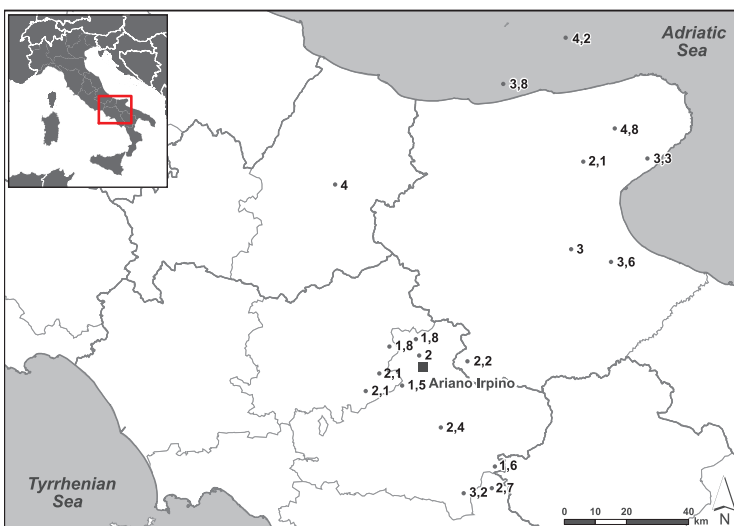 Adriatic
Sea
4,2
3,8
4,8
2,1
3,3
4
3
3,6
1,8
1,8
2
2,2
2,1
Ariano Irpino
2,1
1,5
2,4
1,6
Tyrrhenian
Sea
3,2
2,7
0 10 20 40
km
N